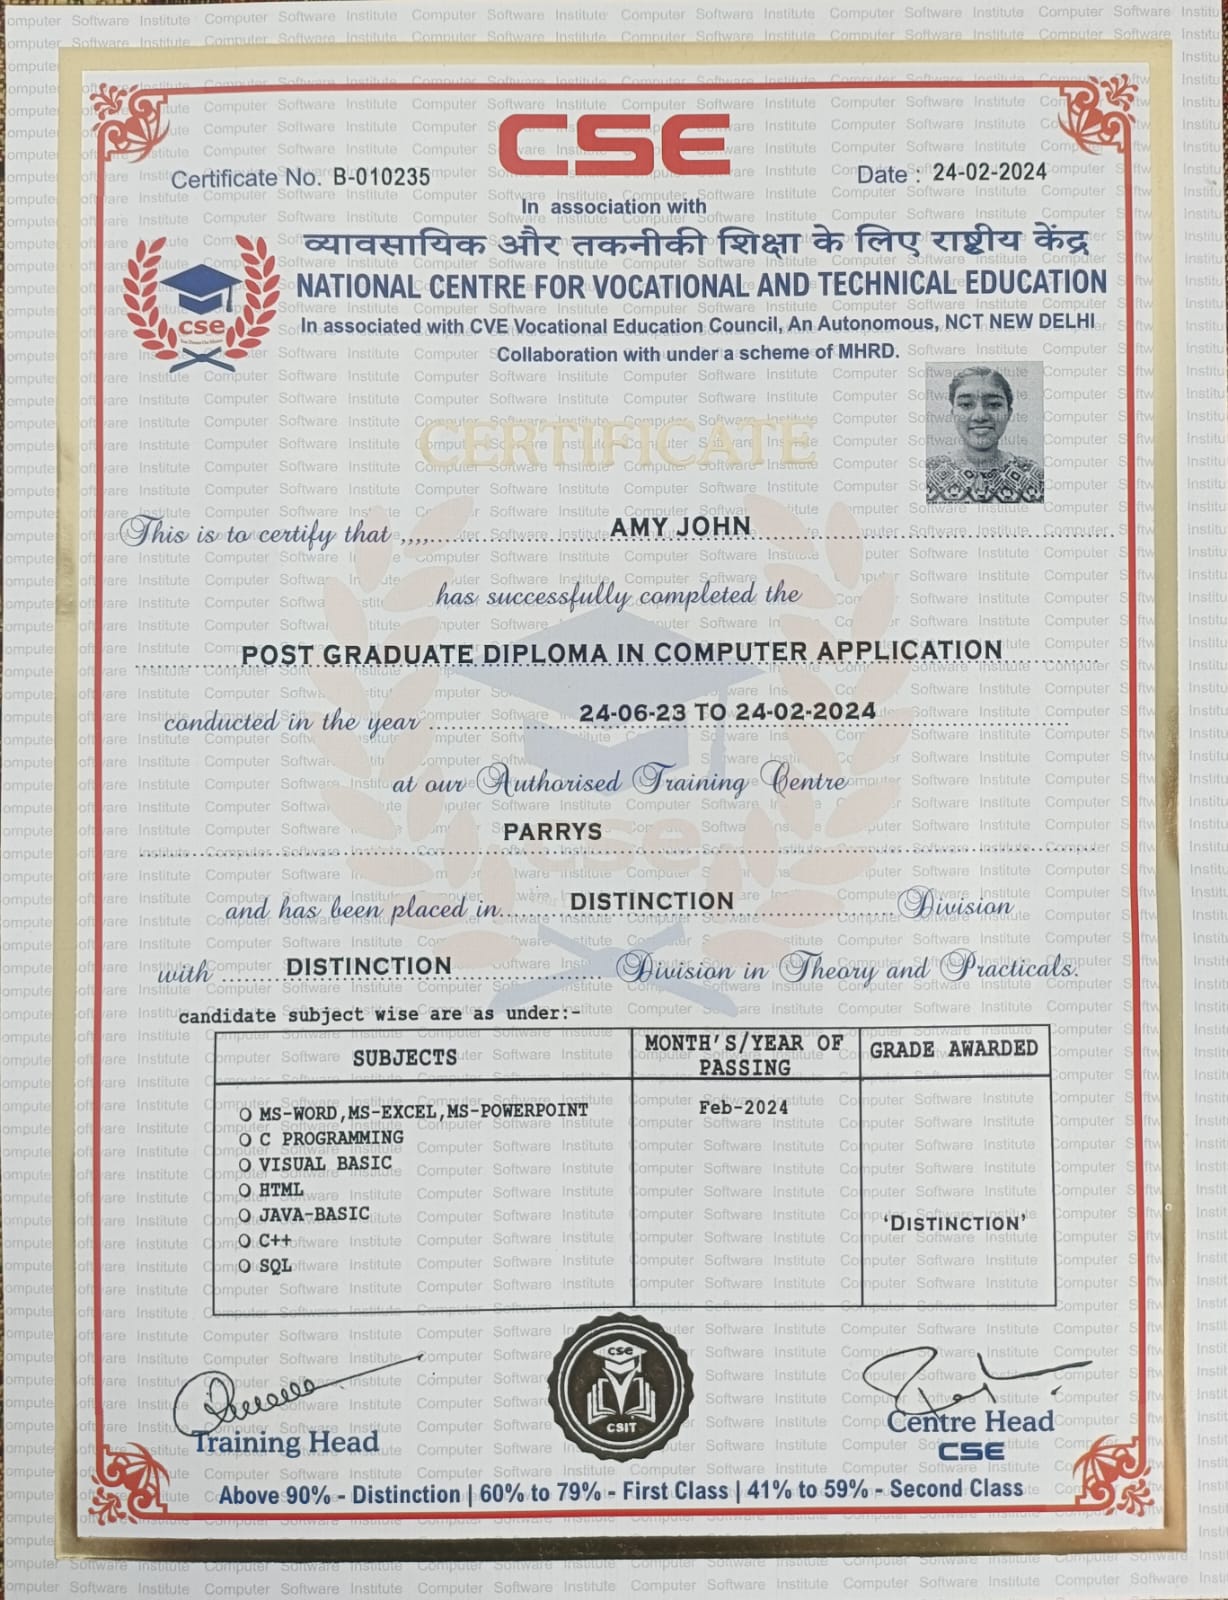 CSE
Certificate No. B-010235
Date : 24-02-2024
In association with
व्यावसायिक और तकनीकी शिक्षा के लिए राष्ट्रीय केंद्र
NATIONAL CENTRE FOR VOCATIONAL AND TECHNICAL EDUCATION
In associated with CVE Vocational Education Council, An Autonomous, NCT NEW DELHI
Collaboration with under a scheme of MHRD.
cse
CERTIFICATE
This is to certify that ,,,,.......... AMY JOHN ..........
has successfully completed the
POST GRADUATE DIPLOMA IN COMPUTER APPLICATION
conducted in the year .......... 24-06-23 TO 24-02-2024
at our Authorised Training Centre
PARRYS
and has been placed in.......... DISTINCTION .......... Division
with .......... DISTINCTION .......... Division in Theory and Practicals.
candidate subject wise are as under:-
SUBJECTS
MONTH'S/YEAR OF
PASSING
GRADE AWARDED
MS-WORD,MS-EXCEL,MS-POWERPOINT
Feb-2024
C PROGRAMMING
VISUAL BASIC
HTML
JAVA-BASIC
'DISTINCTION'
C++
SQL
cse
CSIT
Training Head
Centre Head
CSE
Above 90% - Distinction | 60% to 79% - First Class | 41% to 59% - Second Class
Computer Software Institute